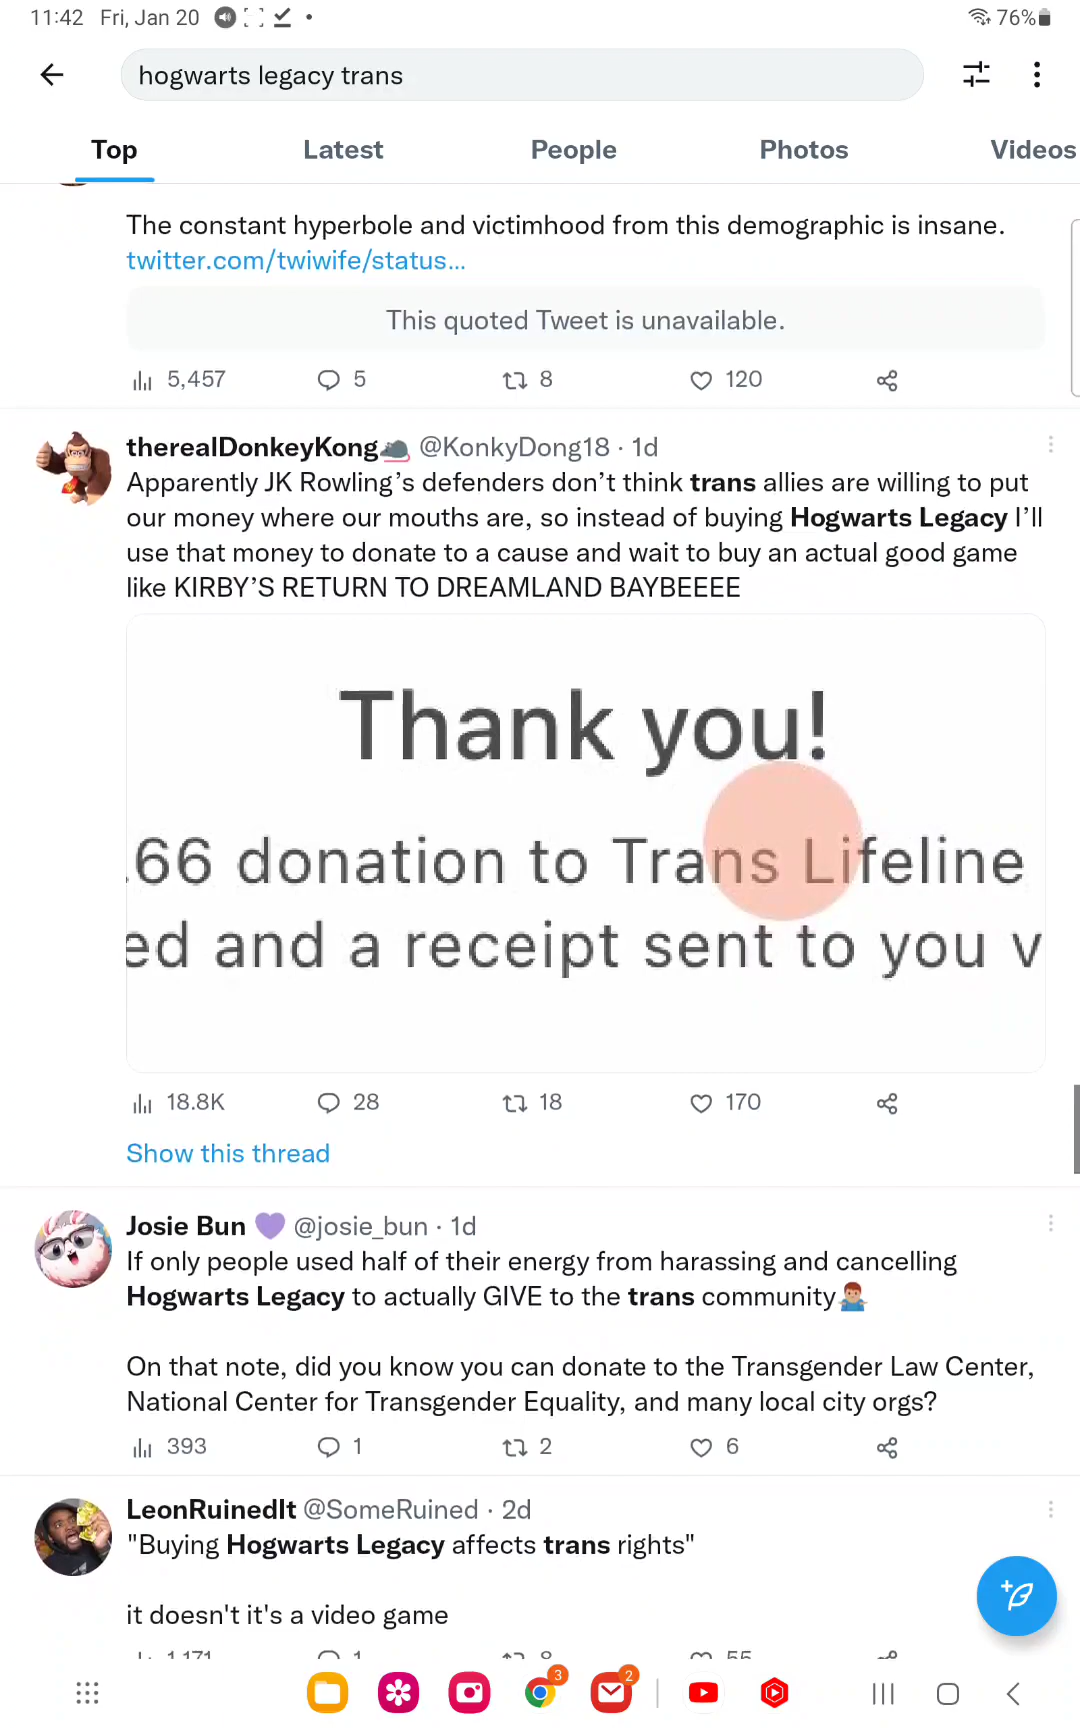 11:42 Fri, Jan 20 76%
hogwarts legacy trans
Top Latest People Photos Videos
The constant hyperbole and victimhood from this demographic is insane.
twitter.com/twiwife/status...
This quoted Tweet is unavailable.
5,457 5 8 120
therealDonkeyKong @KonkyDong18 · 1d
Apparently JK Rowling's defenders don't think trans allies are willing to put
our money where our mouths are, so instead of buying Hogwarts Legacy I'll
use that money to donate to a cause and wait to buy an actual good game
like KIRBY'S RETURN TO DREAMLAND BAYBEEEE
Thank you!
.66 donation to Trans Lifeline
ed and a receipt sent to you v
18.8K 28 18 170
Show this thread
Josie Bun 💜 @josie_bun · 1d
If only people used half of their energy from harassing and cancelling
Hogwarts Legacy to actually GIVE to the trans community🤷🏽‍♂️
On that note, did you know you can donate to the Transgender Law Center,
National Center for Transgender Equality, and many local city orgs?
393 1 2 6
LeonRuinedIt @SomeRuined · 2d
"Buying Hogwarts Legacy affects trans rights"
it doesn't it's a video game
1,171 1 8 55
3 2